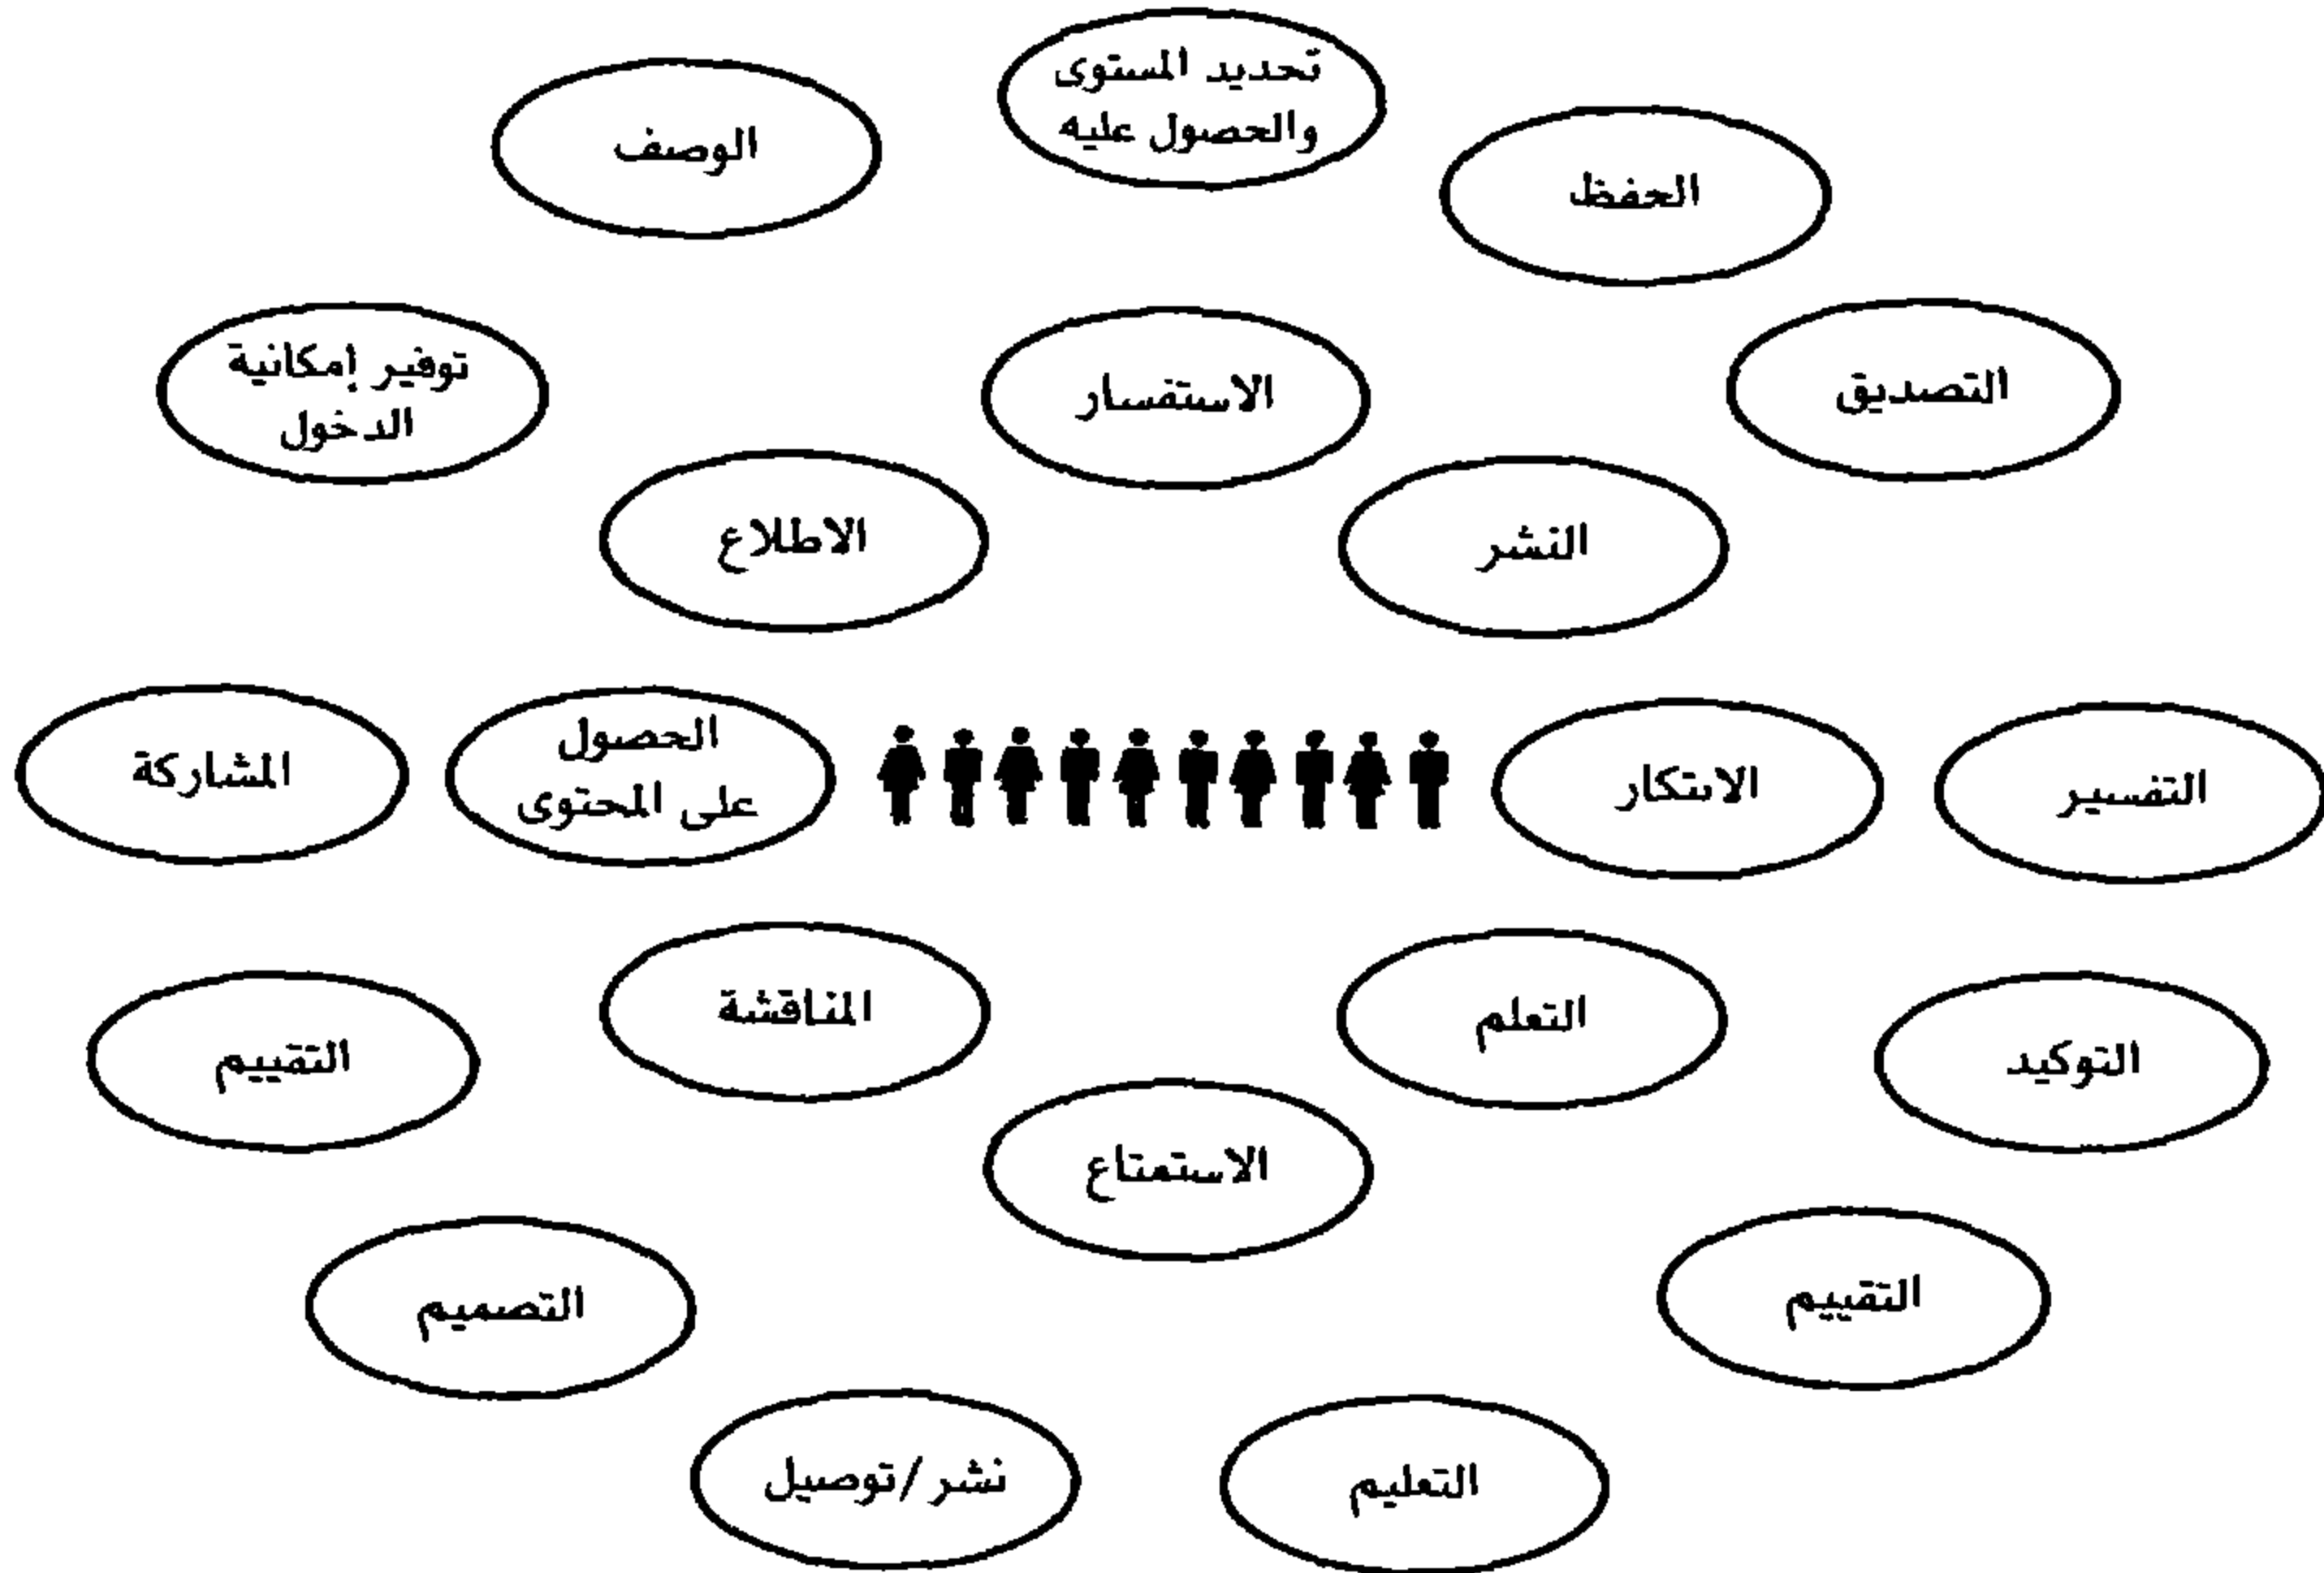 تحديد المستوى
والحصول عليه
الوصف
الحفظ
توفير إمكانية
الدخول
الاستفسار
التصديق
الاطلاع
النشر
المشاركة
الحصول
على المحتوى
الابتكار
التفسير
المناقشة
التعلم
التقييم
التوكيد
الاستمتاع
التصميم
التقييم
نشر/توصيل
التعليم